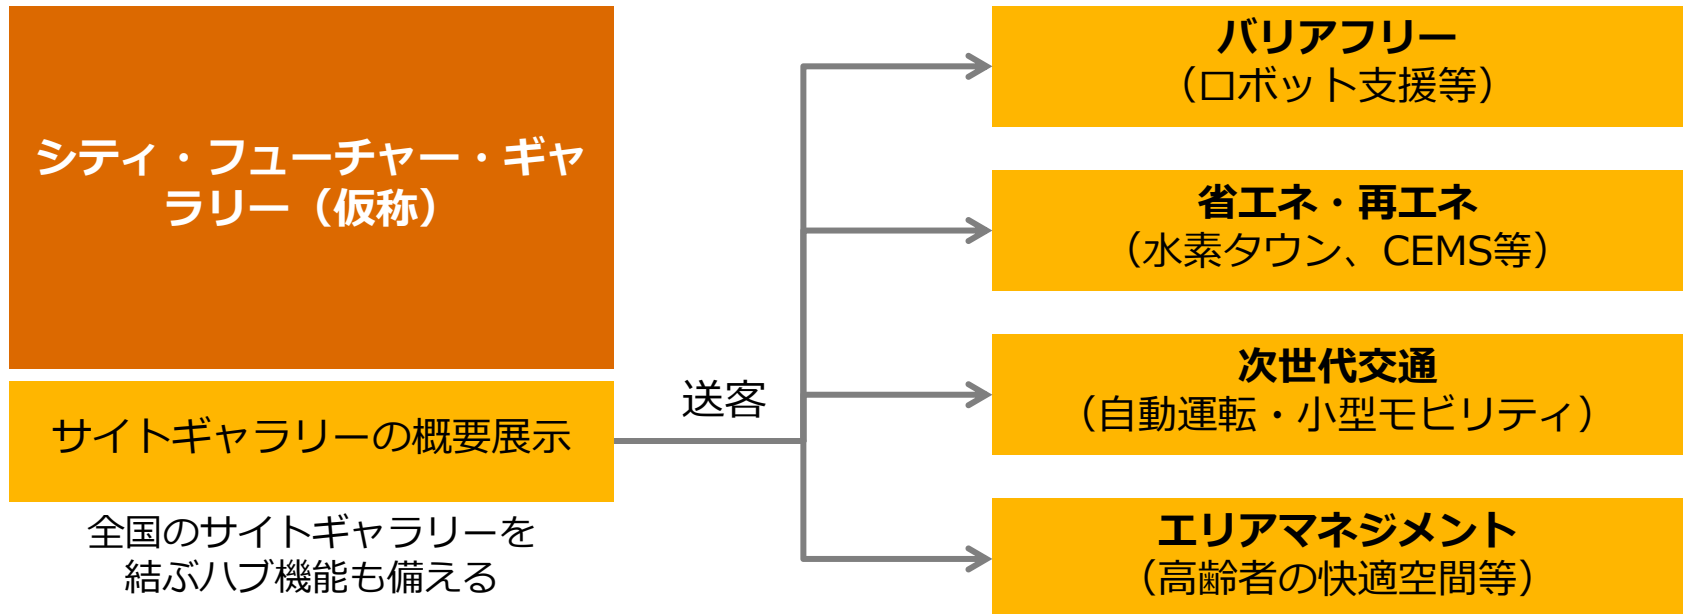 シティ・フューチャー・ギャ
ラリー（仮称）
サイトギャラリーの概要展示
全国のサイトギャラリーを
結ぶハブ機能も備える
送客
バリアフリー
（ロボット支援等）
省エネ・再エネ
（水素タウン、CEMS等）
次世代交通
（自動運転・小型モビリティ）
エリアマネジメント
（高齢者の快適空間等）